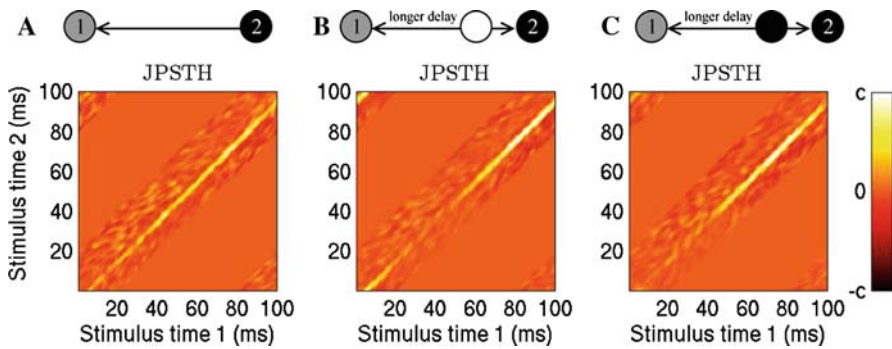 A 1 2 B 1 longer delay 2 C 1 longer delay 2
JPSTH JPSTH JPSTH
Stimulus time 2 (ms)
100 100 100 c
80 80 80
60 60 60
40 40 40 0
20 20 20
-c
20 40 60 80 100 20 40 60 80 100 20 40 60 80 100
Stimulus time 1 (ms) Stimulus time 1 (ms) Stimulus time 1 (ms)